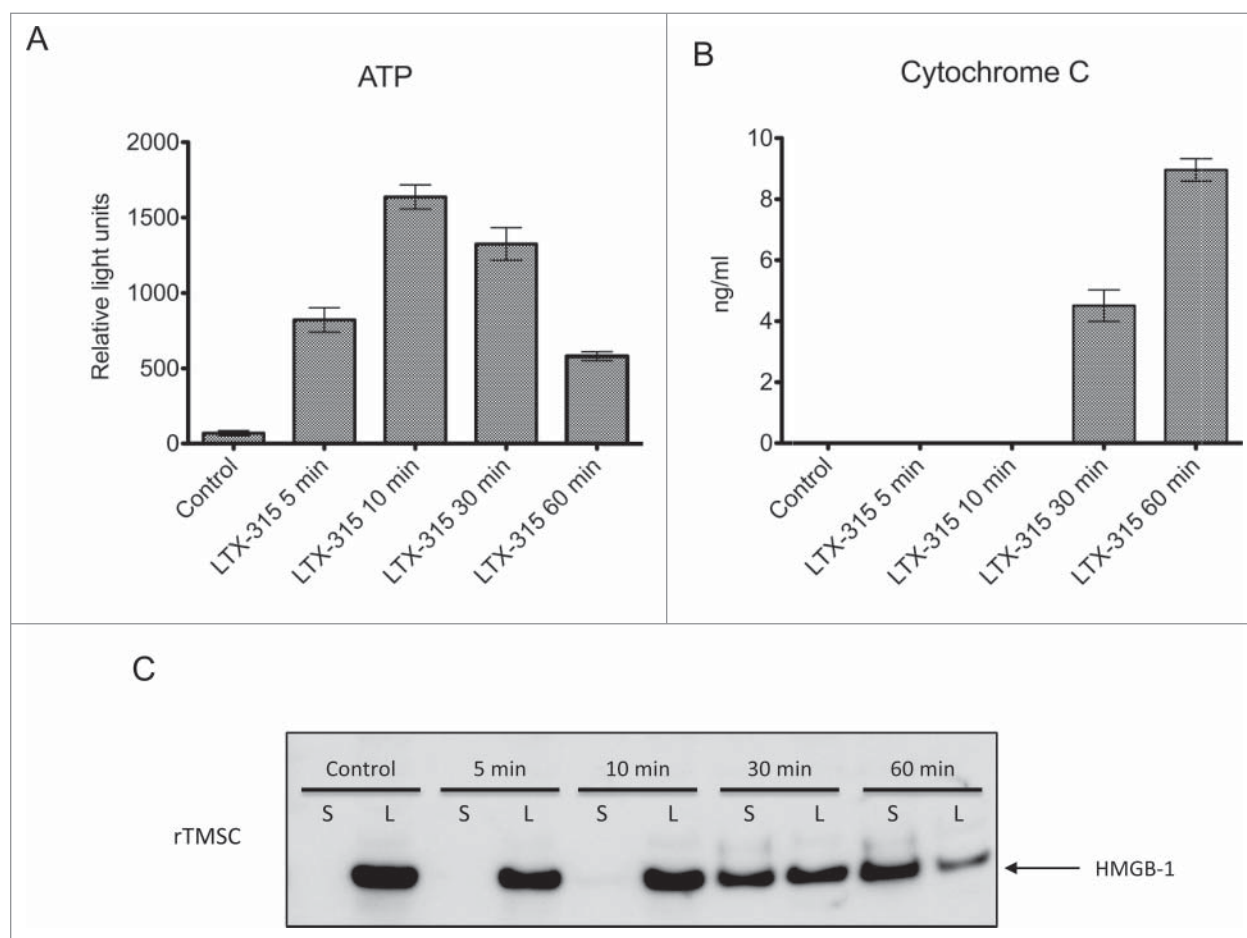 A
ATP
2000
1500
1000
500
0
Relative light units
Control
LTX-315 5 min
LTX-315 10 min
LTX-315 30 min
LTX-315 60 min
B
Cytochrome C
10
8
6
4
2
0
ng/ml
Control
LTX-315 5 min
LTX-315 10 min
LTX-315 30 min
LTX-315 60 min
C
Control 5 min 10 min 30 min 60 min
S L S L S L S L S L
rTMSC
HMGB-1